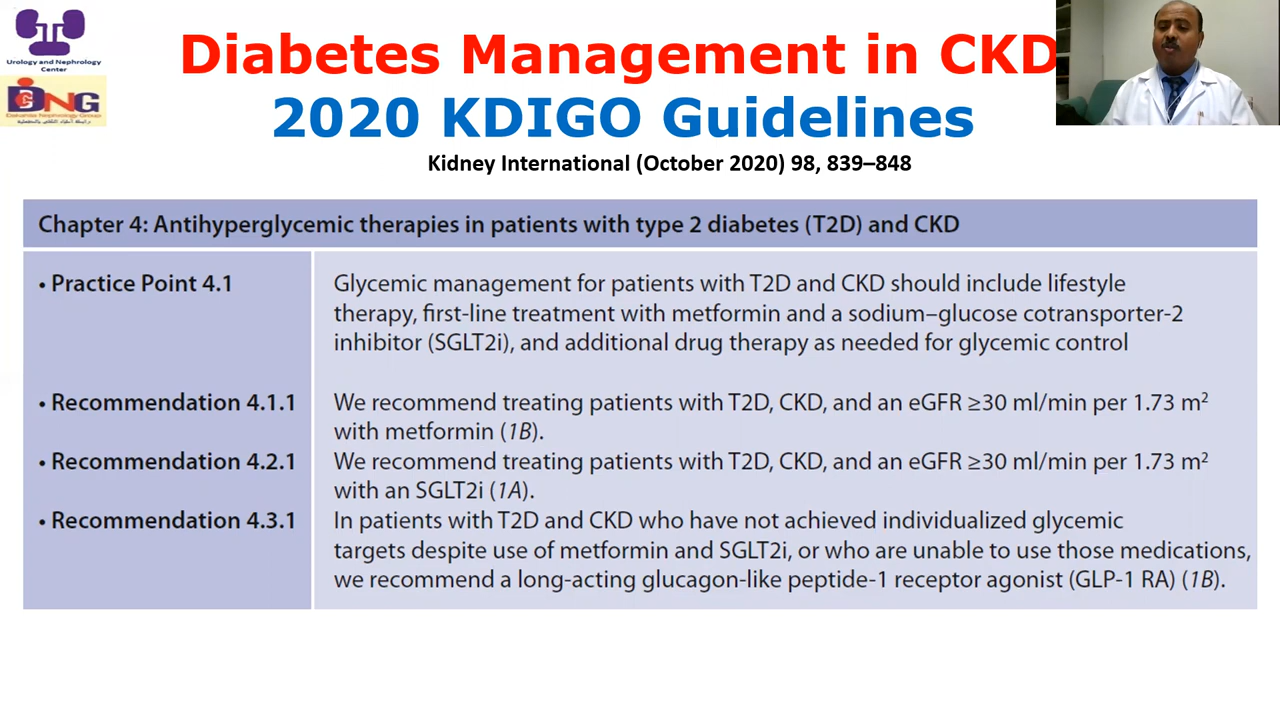 Urology and Nephrology
Center
DCNG
Dakahlia Nephrology Group
Diabetes Management in CKD
2020 KDIGO Guidelines
Kidney International (October 2020) 98, 839–848
Chapter 4: Antihyperglycemic therapies in patients with type 2 diabetes (T2D) and CKD
• Practice Point 4.1
Glycemic management for patients with T2D and CKD should include lifestyle
therapy, first-line treatment with metformin and a sodium–glucose cotransporter-2
inhibitor (SGLT2i), and additional drug therapy as needed for glycemic control
• Recommendation 4.1.1
We recommend treating patients with T2D, CKD, and an eGFR ≥30 ml/min per 1.73 m²
with metformin (1B).
• Recommendation 4.2.1
We recommend treating patients with T2D, CKD, and an eGFR ≥30 ml/min per 1.73 m²
with an SGLT2i (1A).
• Recommendation 4.3.1
In patients with T2D and CKD who have not achieved individualized glycemic
targets despite use of metformin and SGLT2i, or who are unable to use those medications,
we recommend a long-acting glucagon-like peptide-1 receptor agonist (GLP-1 RA) (1B).